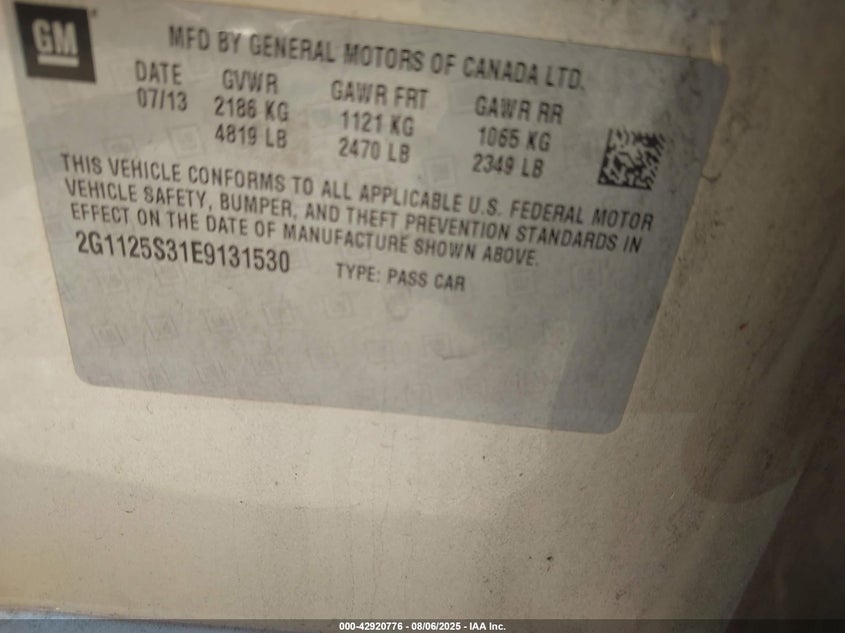 GM
MFD BY GENERAL MOTORS OF CANADA LTD.
DATE GVWR GAWR FRT GAWR RR
07/13 2186 KG 1121 KG 1065 KG
4819 LB 2470 LB 2349 LB
THIS VEHICLE CONFORMS TO ALL APPLICABLE U.S. FEDERAL MOTOR
VEHICLE SAFETY, BUMPER, AND THEFT PREVENTION STANDARDS IN
EFFECT ON THE DATE OF MANUFACTURE SHOWN ABOVE.
2G1125S31E9131530 TYPE: PASS CAR
000-42920776 - 08/06/2025 - IAA Inc.